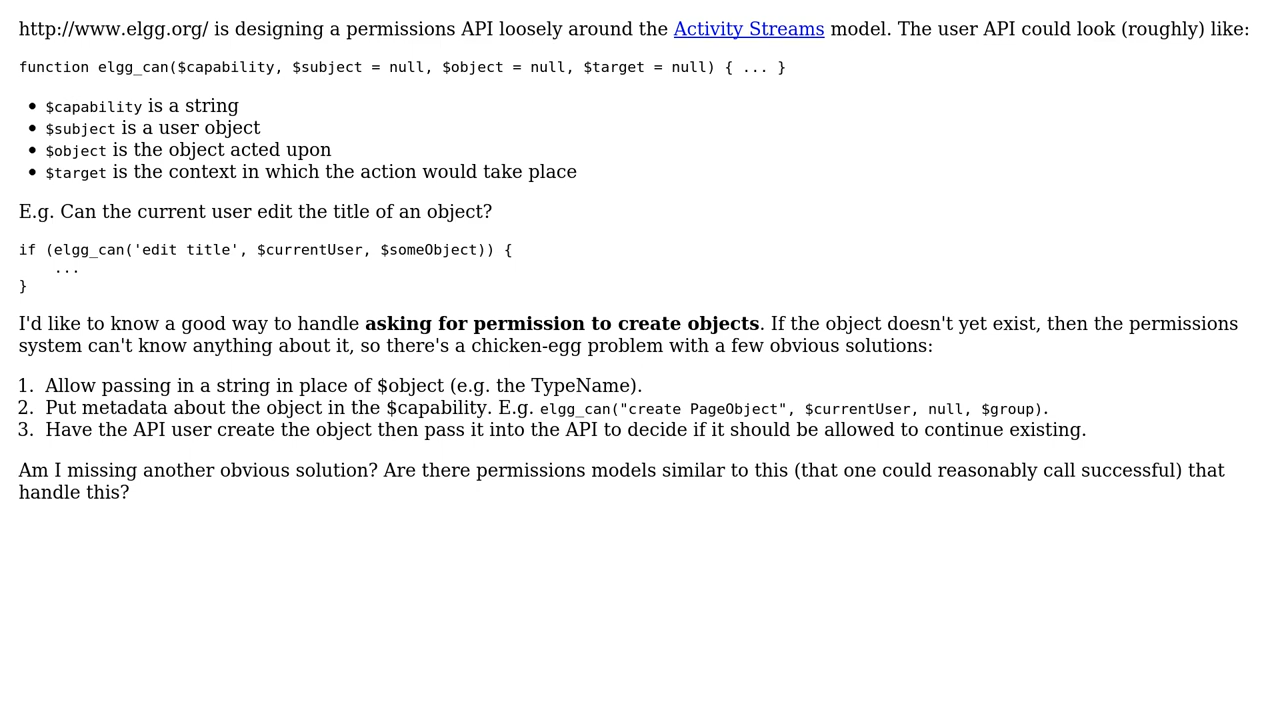 http://www.elgg.org/ is designing a permissions API loosely around the Activity Streams model. The user API could look (roughly) like:
function elgg_can($capability, $subject = null, $object = null, $target = null) { ... }
• $capability is a string
• $subject is a user object
• $object is the object acted upon
• $target is the context in which the action would take place
E.g. Can the current user edit the title of an object?
if (elgg_can('edit title', $currentUser, $someObject)) {
    ...
}
I'd like to know a good way to handle asking for permission to create objects. If the object doesn't yet exist, then the permissions
system can't know anything about it, so there's a chicken-egg problem with a few obvious solutions:
1. Allow passing in a string in place of $object (e.g. the TypeName).
2. Put metadata about the object in the $capability. E.g. elgg_can("create PageObject", $currentUser, null, $group).
3. Have the API user create the object then pass it into the API to decide if it should be allowed to continue existing.
Am I missing another obvious solution? Are there permissions models similar to this (that one could reasonably call successful) that
handle this?